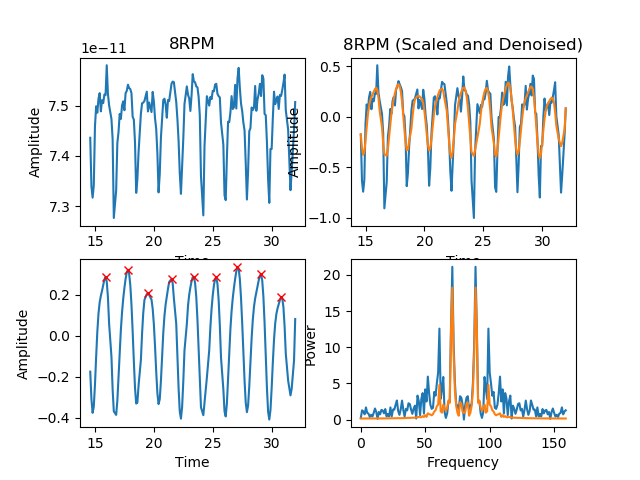 8RPM
1e−11
7.5
7.4
7.3
15
20
25
30
Amplitude
Time
8RPM (Scaled and Denoised)
0.5
0.0
−0.5
−1.0
15
20
25
30
Amplitude
Time
0.2
0.0
−0.2
−0.4
15
20
25
30
Amplitude
Time
20
15
10
5
0
0
50
100
150
Power
Frequency